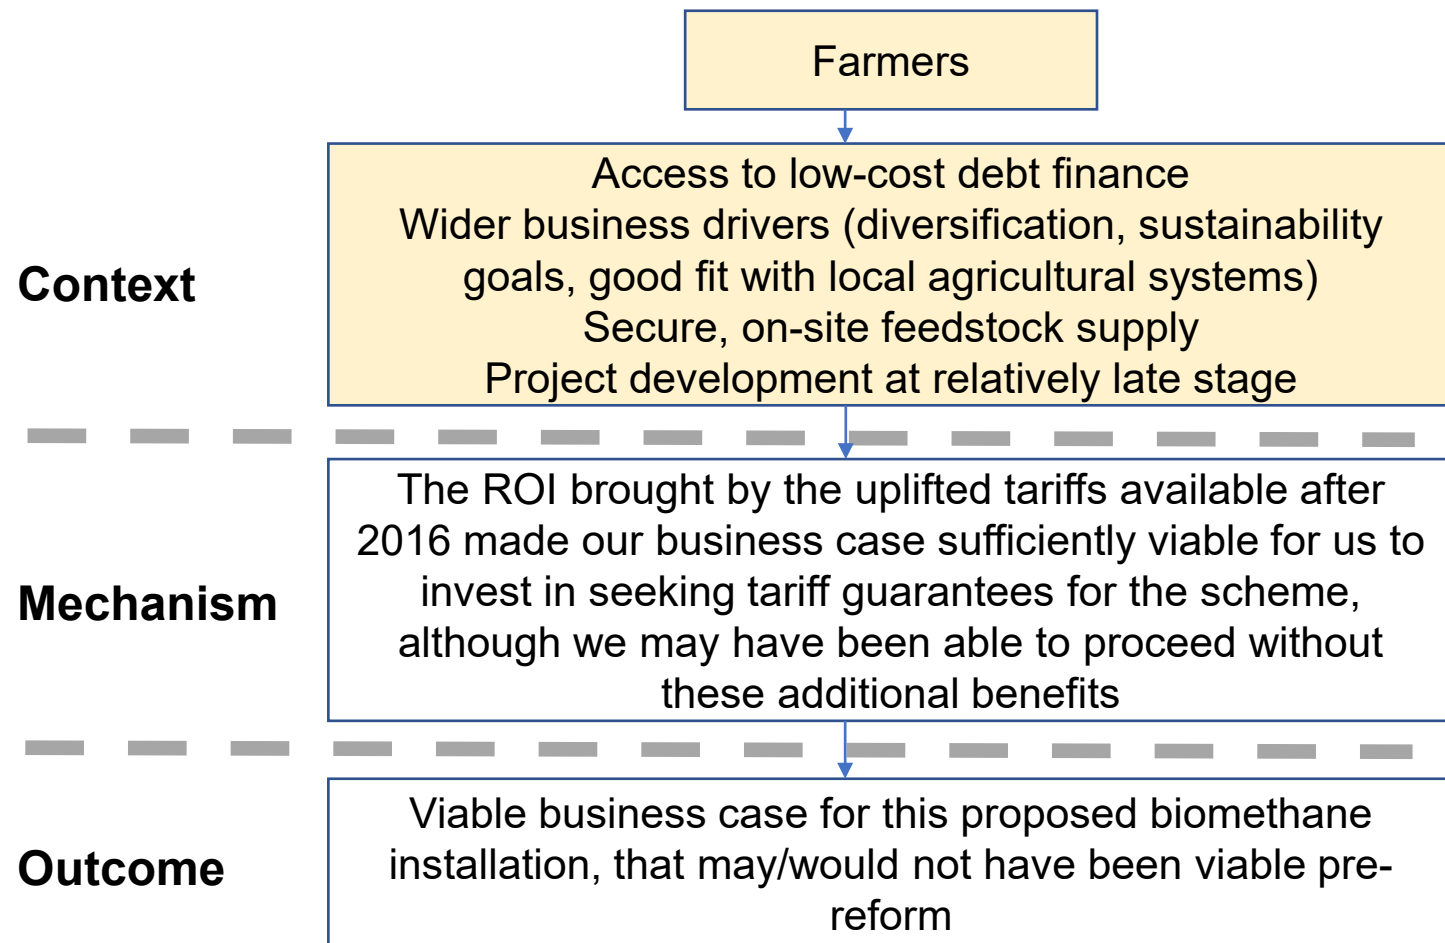 Farmers
Context
Access to low-cost debt finance
Wider business drivers (diversification, sustainability
goals, good fit with local agricultural systems)
Secure, on-site feedstock supply
Project development at relatively late stage
Mechanism
The ROI brought by the uplifted tariffs available after
2016 made our business case sufficiently viable for us to
invest in seeking tariff guarantees for the scheme,
although we may have been able to proceed without
these additional benefits
Outcome
Viable business case for this proposed biomethane
installation, that may/would not have been viable pre-
reform